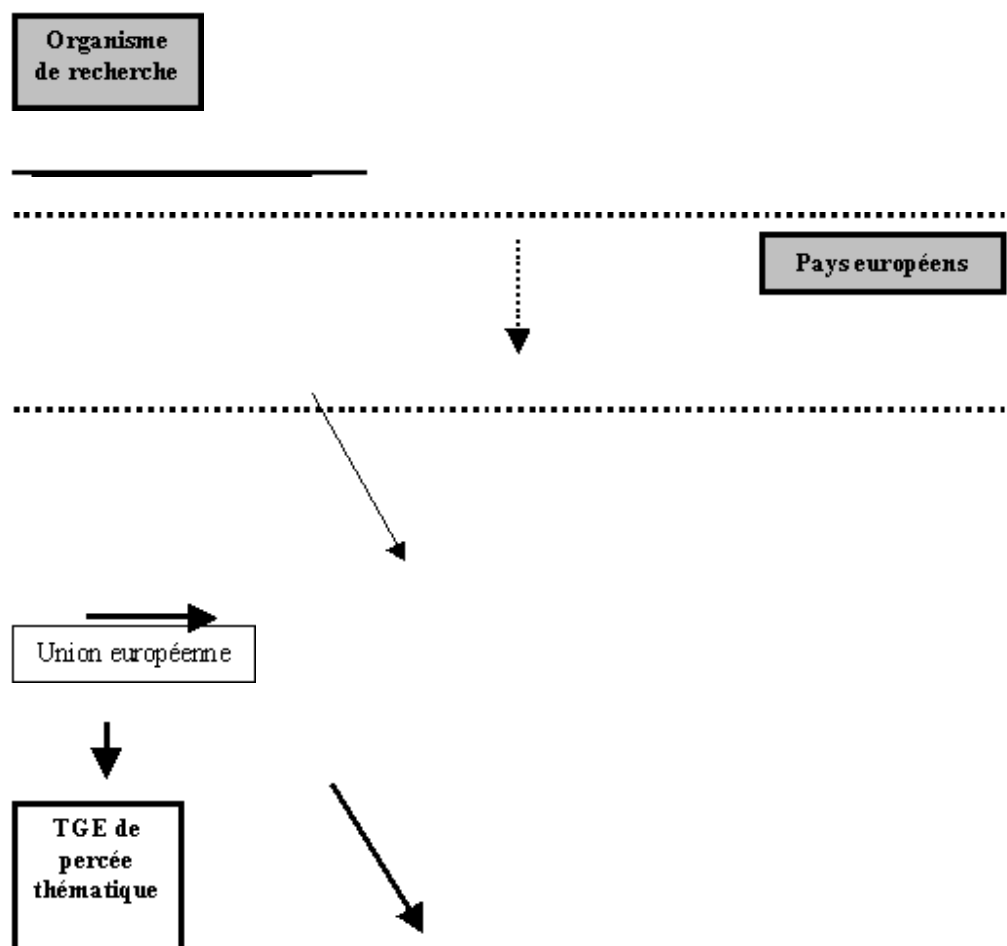 Organisme
de recherche
Pays européens
Union européenne
TGE de
percée
thématique